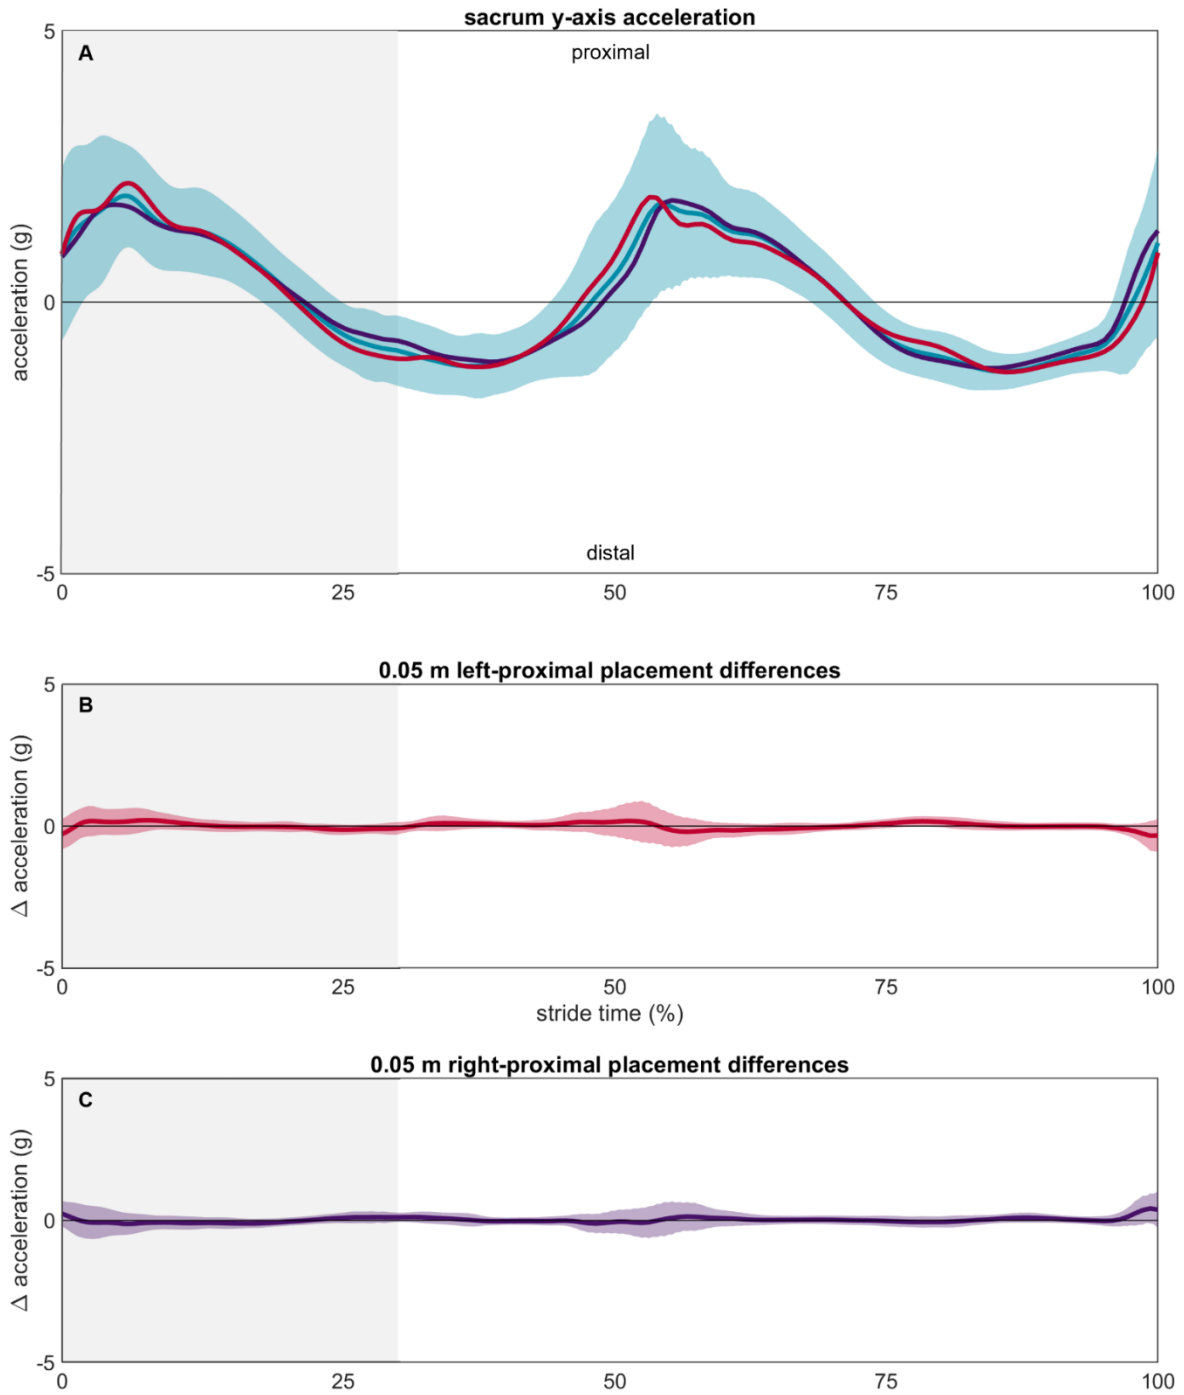 sacrum y-axis acceleration
5
A
proximal
acceleration (g)
0
distal
-5
0 25 50 75 100
0.05 m left-proximal placement differences
5
B
Δ acceleration (g)
0
-5
0 25 50 75 100
stride time (%)
0.05 m right-proximal placement differences
5
C
Δ acceleration (g)
0
-5
0 25 50 75 100